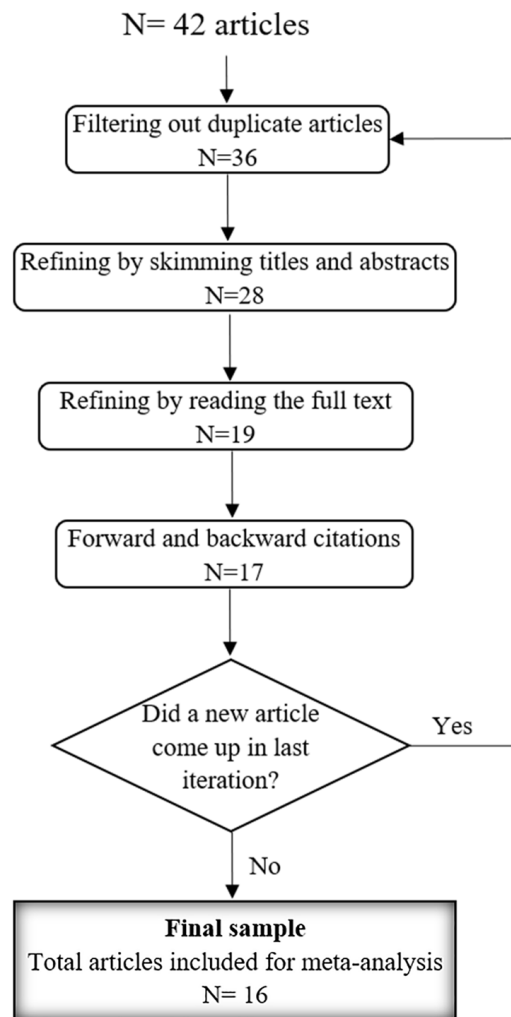 N= 42 articles
Filtering out duplicate articles
N=36
Refining by skimming titles and abstracts
N=28
Refining by reading the full text
N=19
Forward and backward citations
N=17
Did a new article
come up in last
iteration?
Yes
No
Final sample
Total articles included for meta-analysis
N= 16